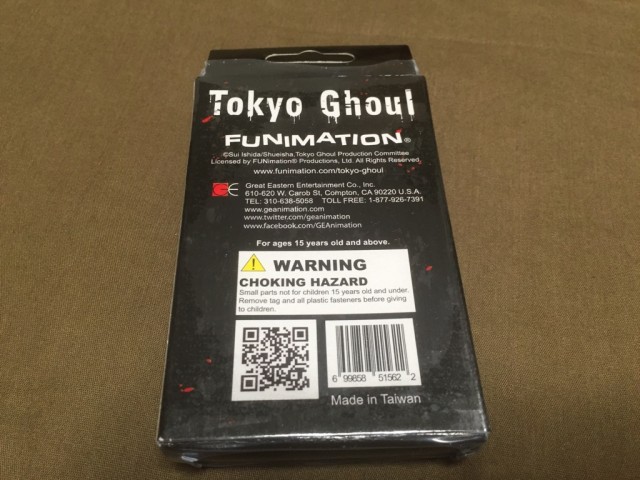 Tokyo Ghoul
FUNIMATION®
©Sui Ishida/Shueisha,Tokyo Ghoul Production Committee
Licensed by FUNimation® Productions, Ltd. All Rights Reserved
www.funimation.com/tokyo-ghoul
GE Great Eastern Entertainment Co., Inc.
610-620 W. Carob St, Compton, CA 90220 U.S.A.
TEL: 310-638-5058 TOLL FREE: 1-877-926-7391
www.geanimation.com
www.twitter.com/geanimation
www.facebook.com/GEAnimation
For ages 15 years old and above.
WARNING
CHOKING HAZARD
Small parts not for children 15 years old and under.
Remove tag and all plastic fasteners before giving
to children.
6 99858 51562 2
Made in Taiwan